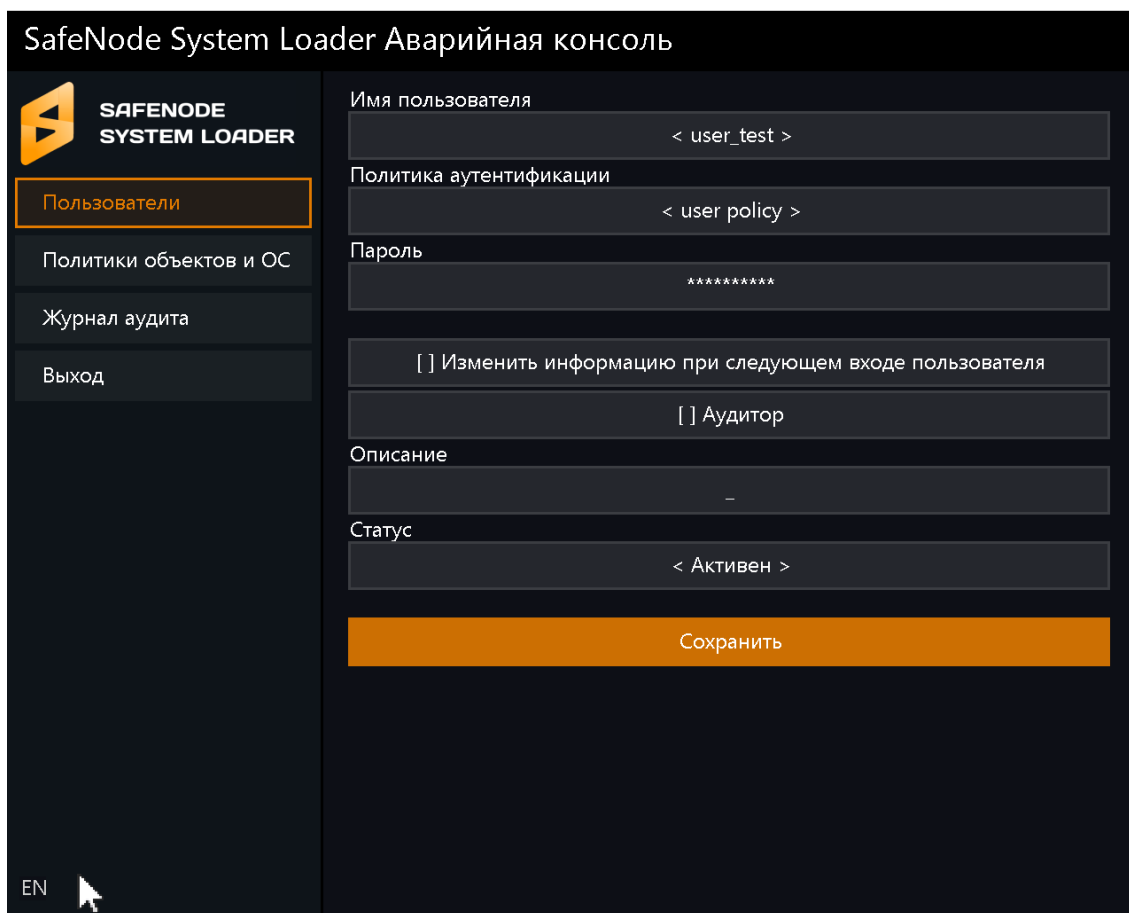 SafeNode System Loader Аварийная консоль
SAFENODE
SYSTEM LOADER
Пользователи
Политики объектов и ОС
Журнал аудита
Выход
Имя пользователя
< user_test >
Политика аутентификации
< user policy >
Пароль
**********
[ ] Изменить информацию при следующем входе пользователя
[ ] Аудитор
Описание
_
Статус
< Активен >
Сохранить
EN